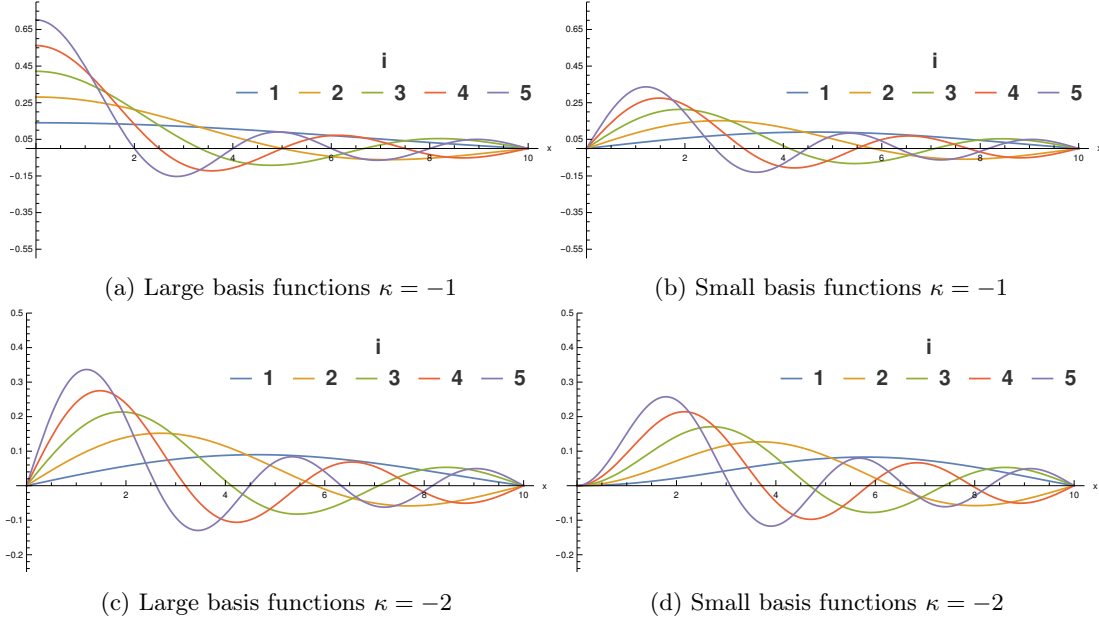 0.65
0.45
0.25
0.05
-0.15
-0.35
-0.55
2 4 6 8 10
x
i
1 2 3 4 5
(a) Large basis functions κ = −1
0.65
0.45
0.25
0.05
-0.15
-0.35
-0.55
2 4 6 8 10
x
i
1 2 3 4 5
(b) Small basis functions κ = −1
0.5
0.4
0.3
0.2
0.1
0
-0.1
-0.2
2 4 6 8 10
x
i
1 2 3 4 5
(c) Large basis functions κ = −2
0.5
0.4
0.3
0.2
0.1
0
-0.1
-0.2
2 4 6 8 10
x
i
1 2 3 4 5
(d) Small basis functions κ = −2